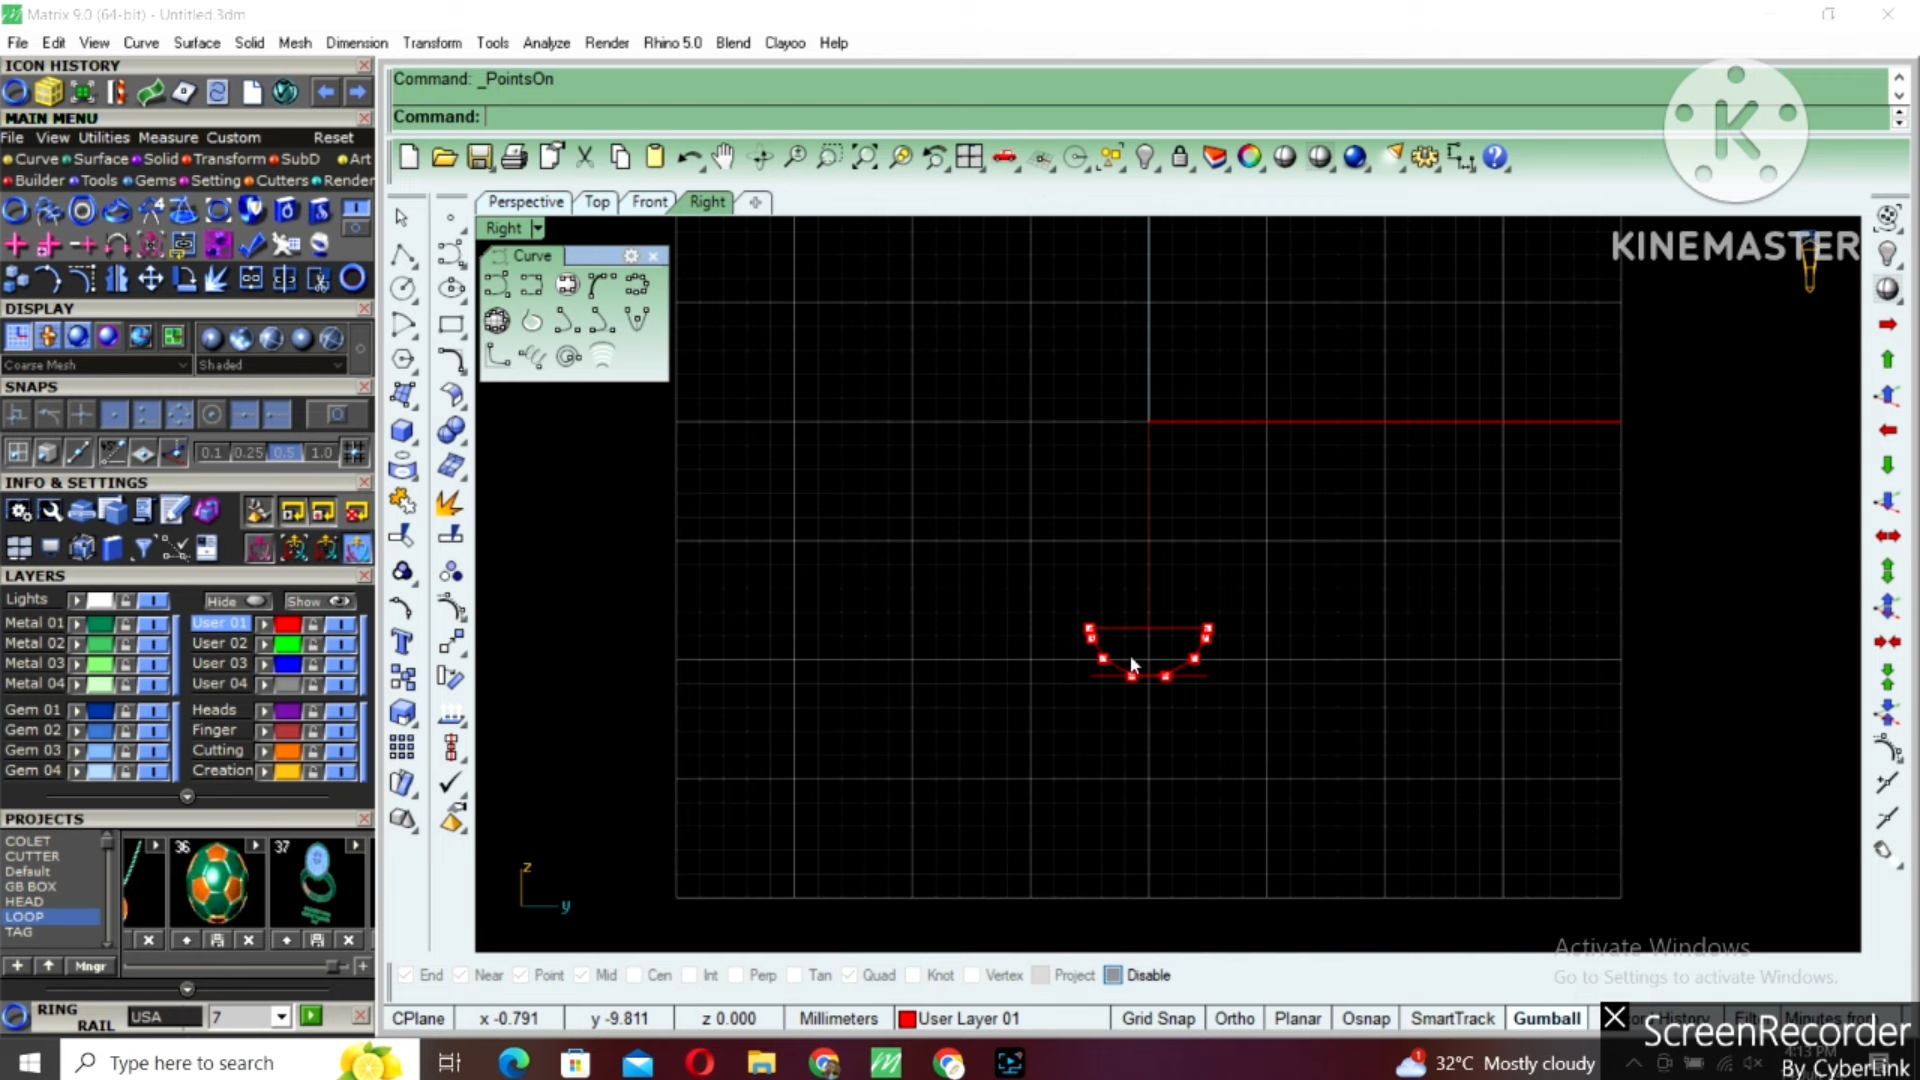 Matrix 9.0 (64-bit) - Untitled.3dm
File Edit View Curve Surface Solid Mesh Dimension Transform Tools Analyze Render Rhino 5.0 Blend Clayoo Help
ICON HISTORY
MAIN MENU
File View Utilities Measure Custom Reset
Curve Surface Solid Transform SubD Art
Builder Tools Gems Setting Cutters Render
DISPLAY
Coarse Mesh Shaded
SNAPS
0.1 0.25 0.5 1.0
INFO & SETTINGS
LAYERS
Lights Hide Show
Metal 01 User 01
Metal 02 User 02
Metal 03 User 03
Metal 04 User 04
Gem 01 Heads
Gem 02 Finger
Gem 03 Cutting
Gem 04 Creation
PROJECTS
COLET
CUTTER
Default
GB BOX
HEAD
LOOP
TAG
36 37
Mngr
RING RAIL USA 7
Command: _PointsOn
Command:
Perspective Top Front Right
Right
Curve
K
KINEMASTER
z
y
Activate Windows
Go to Settings to activate Windows.
End Near Point Mid Cen Int Perp Tan Quad Knot Vertex Project Disable
CPlane x -0.791 y -9.811 z 0.000 Millimeters User Layer 01 Grid Snap Ortho Planar Osnap SmartTrack Gumball
ScreenRecorder
By CyberLink
Type here to search
1
32°C Mostly cloudy
4:13 PM